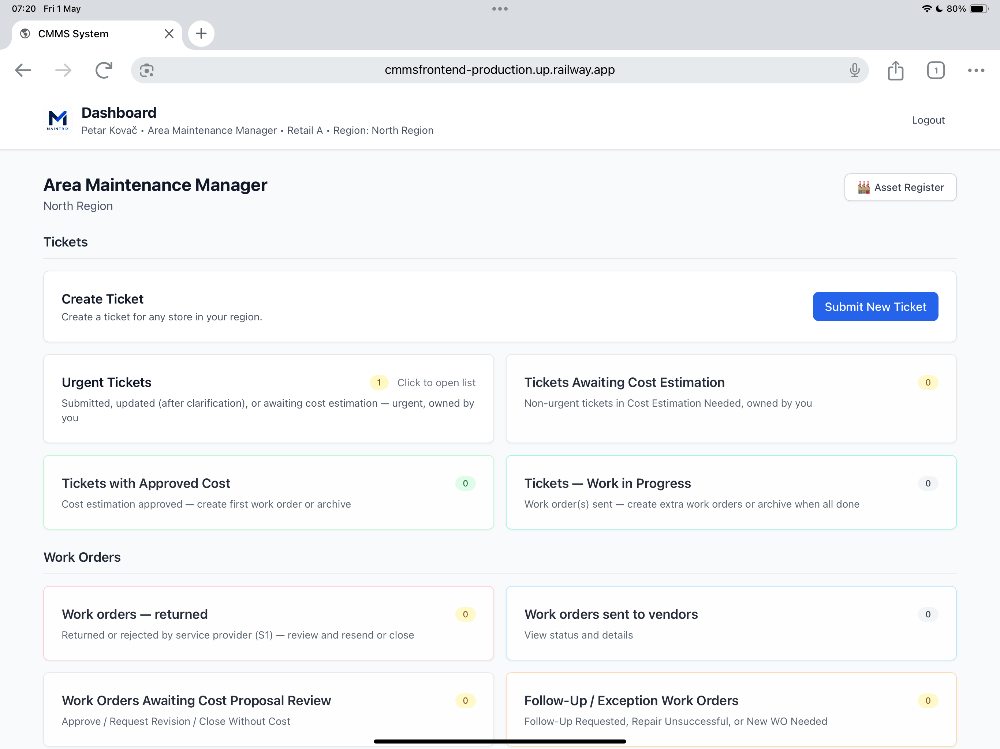 07:20 Fri 1 May
80%
CMMS System
cmmsfrontend-production.up.railway.app
1
MAINTRIX
Dashboard
Petar Kovač • Area Maintenance Manager • Retail A • Region: North Region
Logout
Area Maintenance Manager
Asset Register
North Region
Tickets
Create Ticket
Create a ticket for any store in your region.
Submit New Ticket
Urgent Tickets
1 Click to open list
Submitted, updated (after clarification), or awaiting cost estimation — urgent, owned by
you
Tickets Awaiting Cost Estimation
0
Non-urgent tickets in Cost Estimation Needed, owned by you
Tickets with Approved Cost
0
Cost estimation approved — create first work order or archive
Tickets — Work in Progress
0
Work order(s) sent — create extra work orders or archive when all done
Work Orders
Work orders — returned
0
Returned or rejected by service provider (S1) — review and resend or close
Work orders sent to vendors
0
View status and details
Work Orders Awaiting Cost Proposal Review
0
Approve / Request Revision / Close Without Cost
Follow-Up / Exception Work Orders
0
Follow-Up Requested, Repair Unsuccessful, or New WO Needed